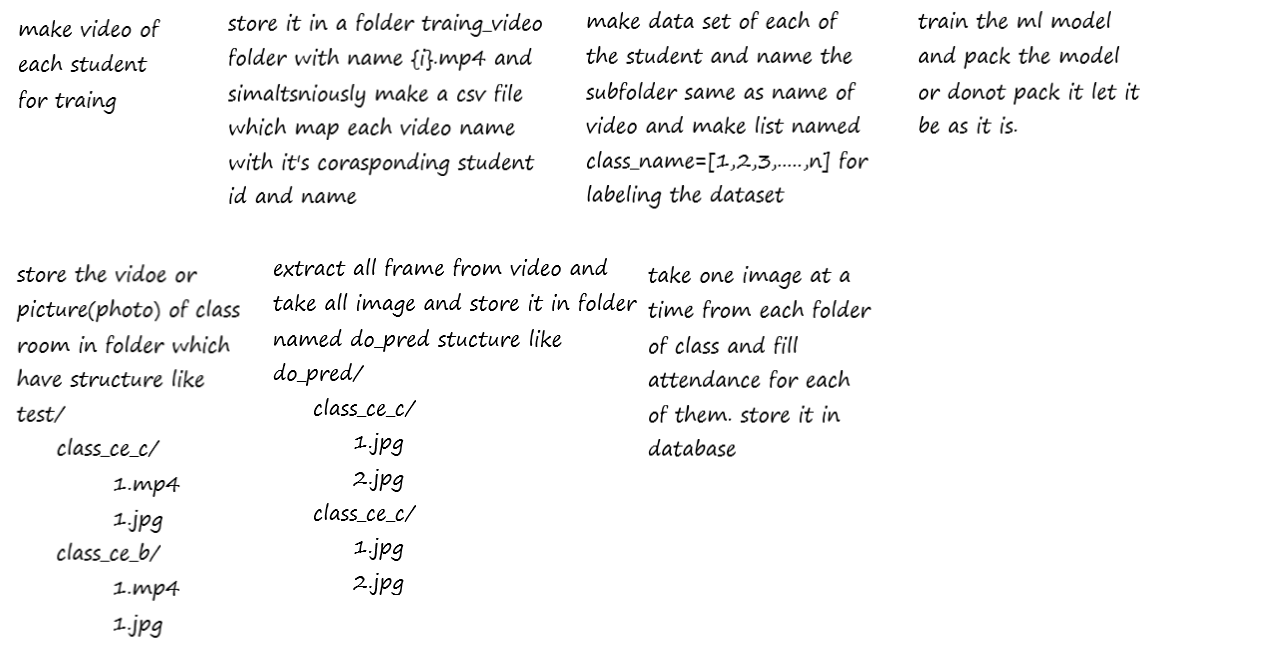 make video of
each student
for traing
store it in a folder traing_video
folder with name {i}.mp4 and
simaltsniously make a csv file
which map each video name
with it's coraspon​ding student
id and name
make data set of each of
the student and name the
subfolder same as name of
video and make list named
class_name=[1,2,3,.....,n] for
labeling the dataset
train the ml model
and pack the model
or donot pack it let it
be as it is.
store the vidoe or
picture(photo) of class
room in folder which
have structure like
test/
class_ce_c/
1.mp4
1.jpg
class_ce_b/
1.mp4
1.jpg
extract all frame from video and
take all image and store it in folder
named do_pred stucture like
do_pred/
class_ce_c/
1.jpg
2.jpg
class_ce_c/
1.jpg
2.jpg
take one image at a
time from each folder
of class and fill
attendance for each
of them. store it in
database